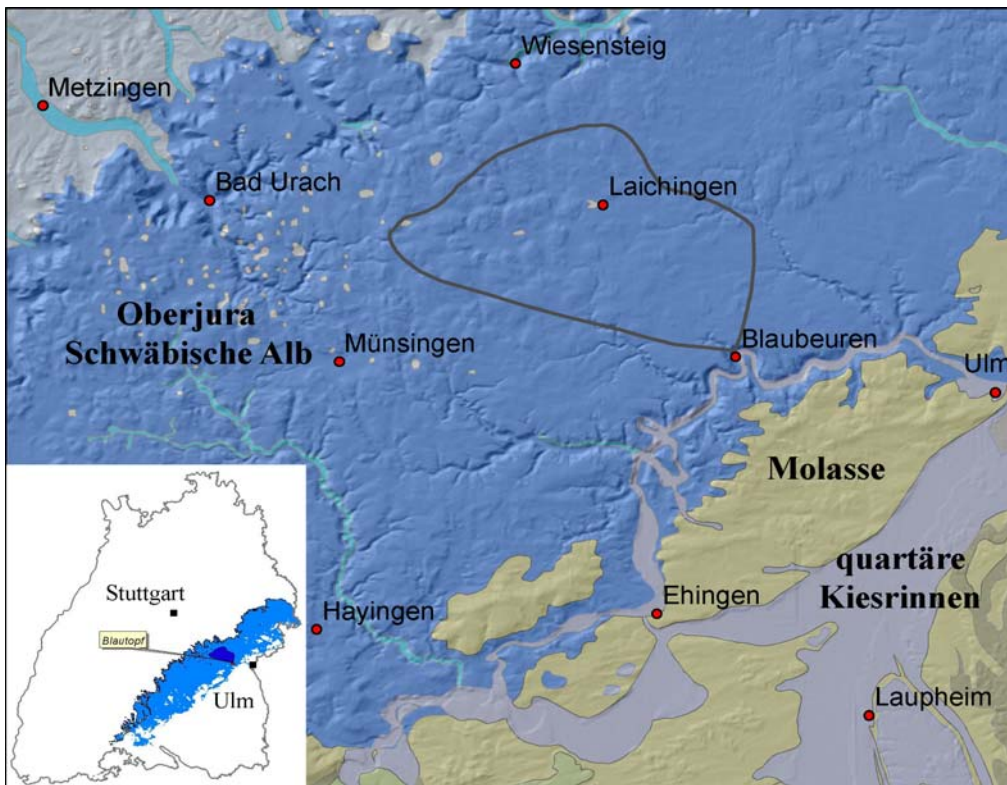 Wiesensteig
Metzingen
Bad Urach
Laichingen
Oberjura
Schwäbische Alb
Münsingen
Blaubeuren
Ulm
Molasse
quartäre
Kiesrinnen
Ehingen
Hayingen
Laupheim
Stuttgart
Blautopf
Ulm